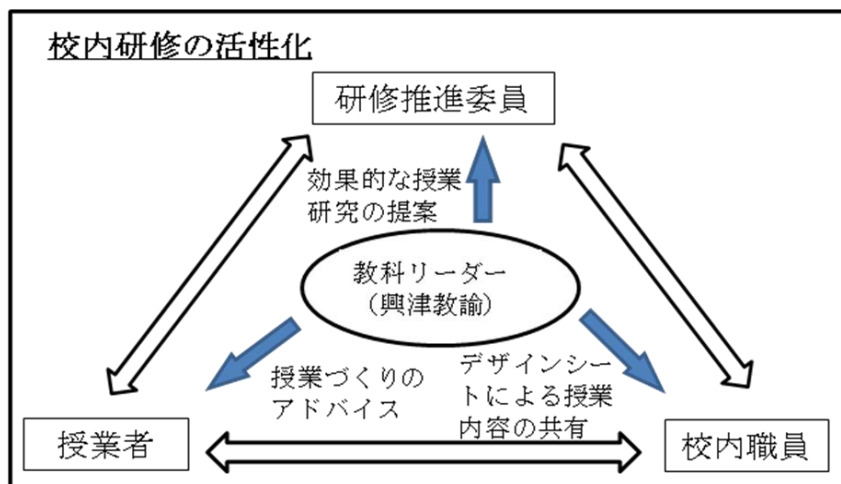 校内研修の活性化
研修推進委員
効果的な授業
研究の提案
教科リーダー
（興津教諭）
授業づくりの
アドバイス
デザインシー
トによる授業
内容の共有
授業者
校内職員